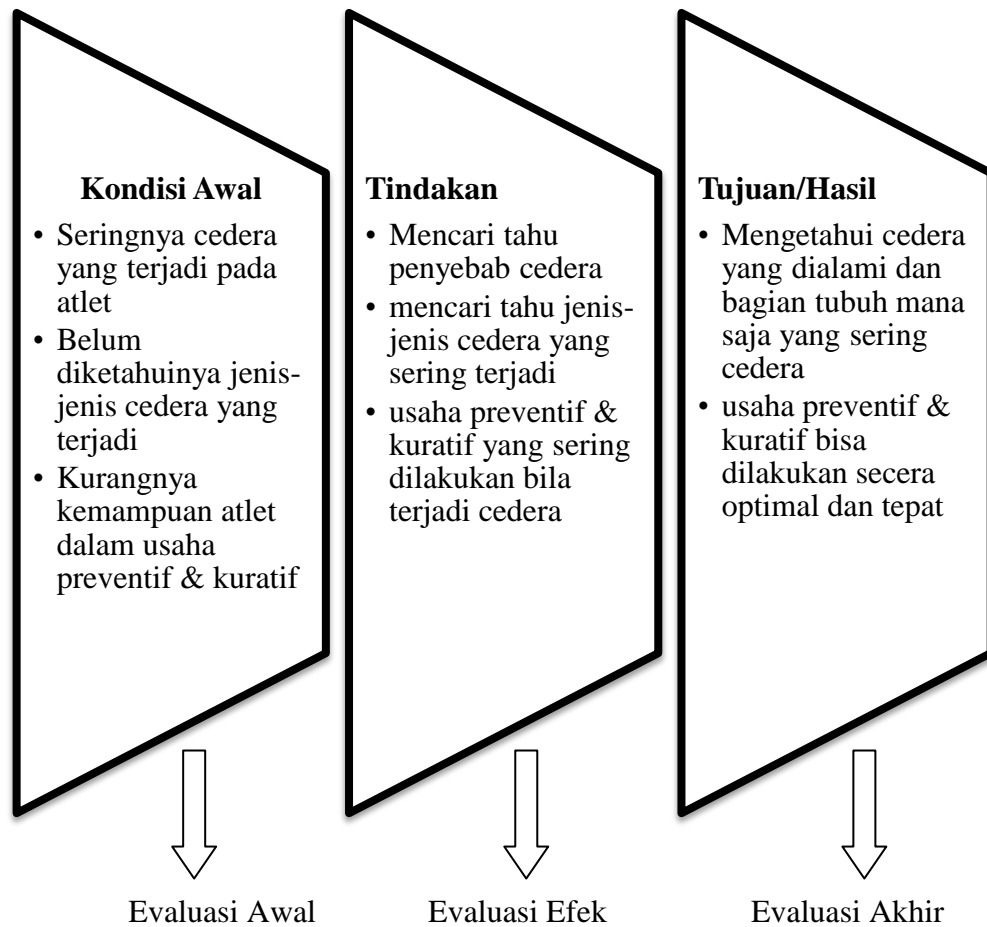 Kondisi Awal
• Seringnya cedera
yang terjadi pada
atlet
• Belum
diketahuinya jenis-
jenis cedera yang
terjadi
• Kurangnya
kemampuan atlet
dalam usaha
preventif & kuratif
Tindakan
• Mencari tahu
penyebab cedera
• mencari tahu jenis-
jenis cedera yang
sering terjadi
• usaha preventif &
kuratif yang sering
dilakukan bila
terjadi cedera
Tujuan/Hasil
• Mengetahui cedera
yang dialami dan
bagian tubuh mana
saja yang sering
cedera
• usaha preventif &
kuratif bisa
dilakukan secera
optimal dan tepat
Evaluasi Awal
Evaluasi Efek
Evaluasi Akhir